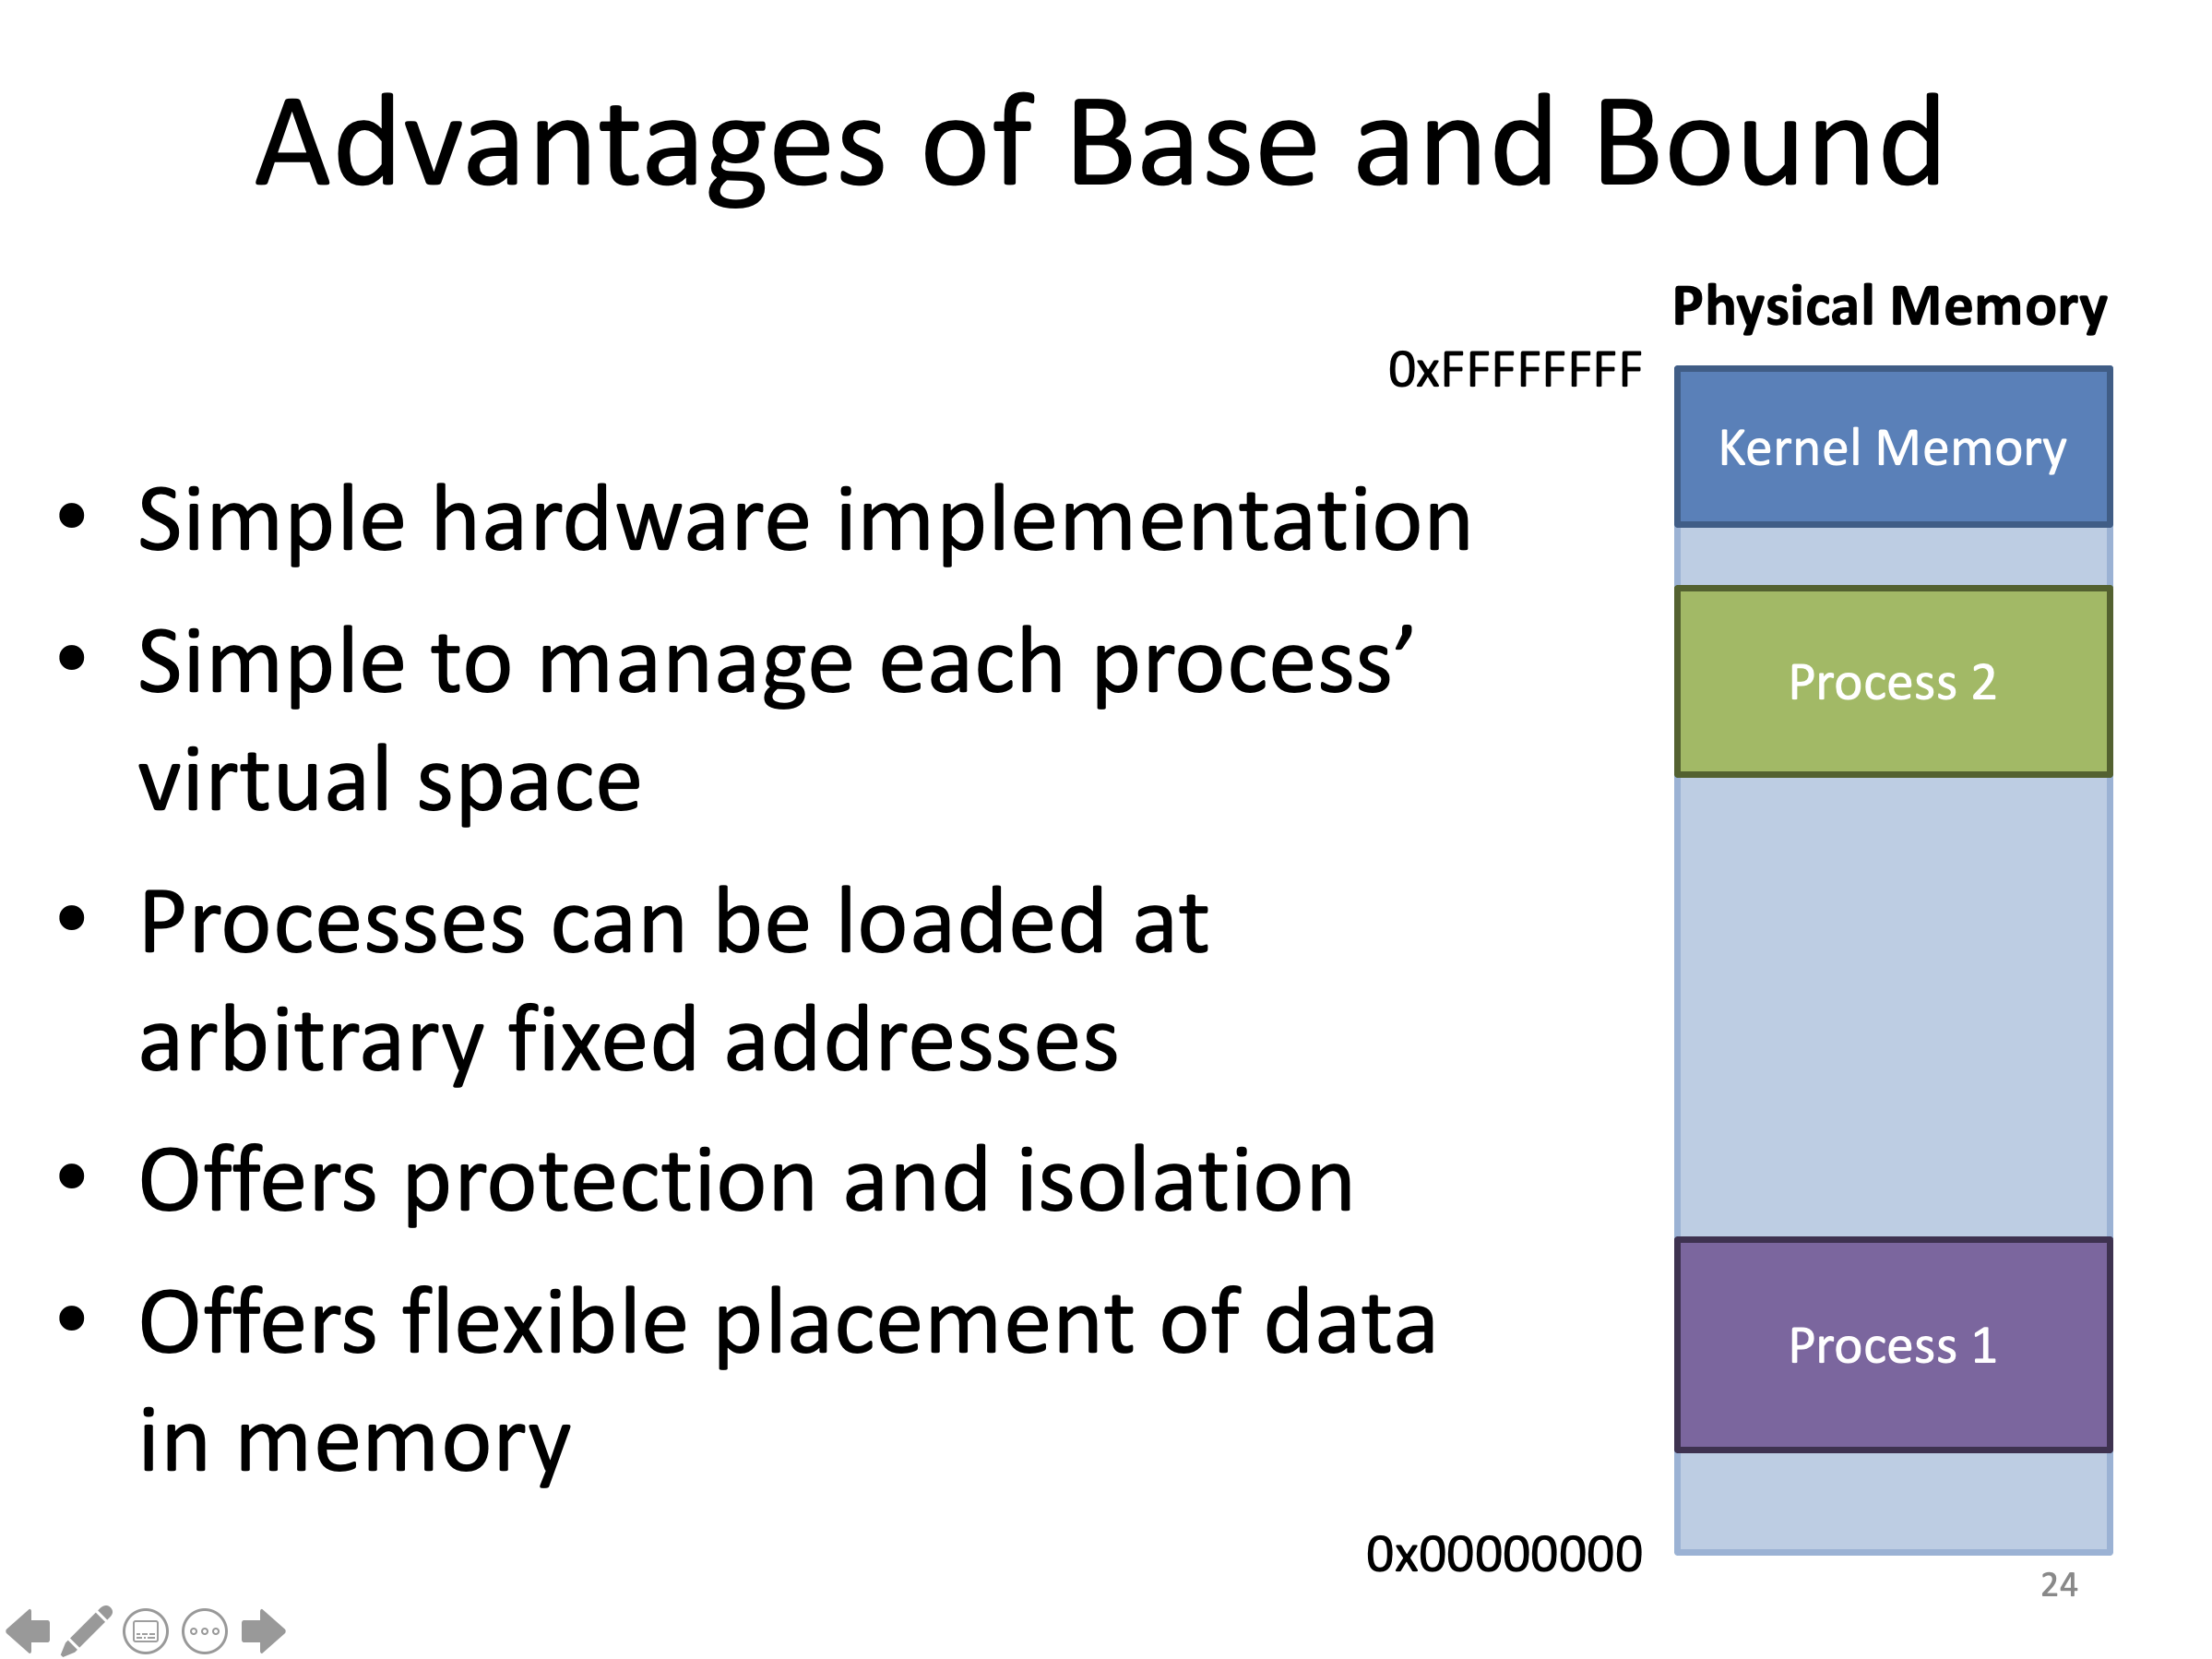 Advantages of Base and Bound
Physical Memory
0xFFFFFFFF
Kernel Memory
• Simple hardware implementation
• Simple to manage each process’
virtual space
Process 2
• Processes can be loaded at
arbitrary fixed addresses
• Offers protection and isolation
• Offers flexible placement of data
in memory
Process 1
0x00000000
24